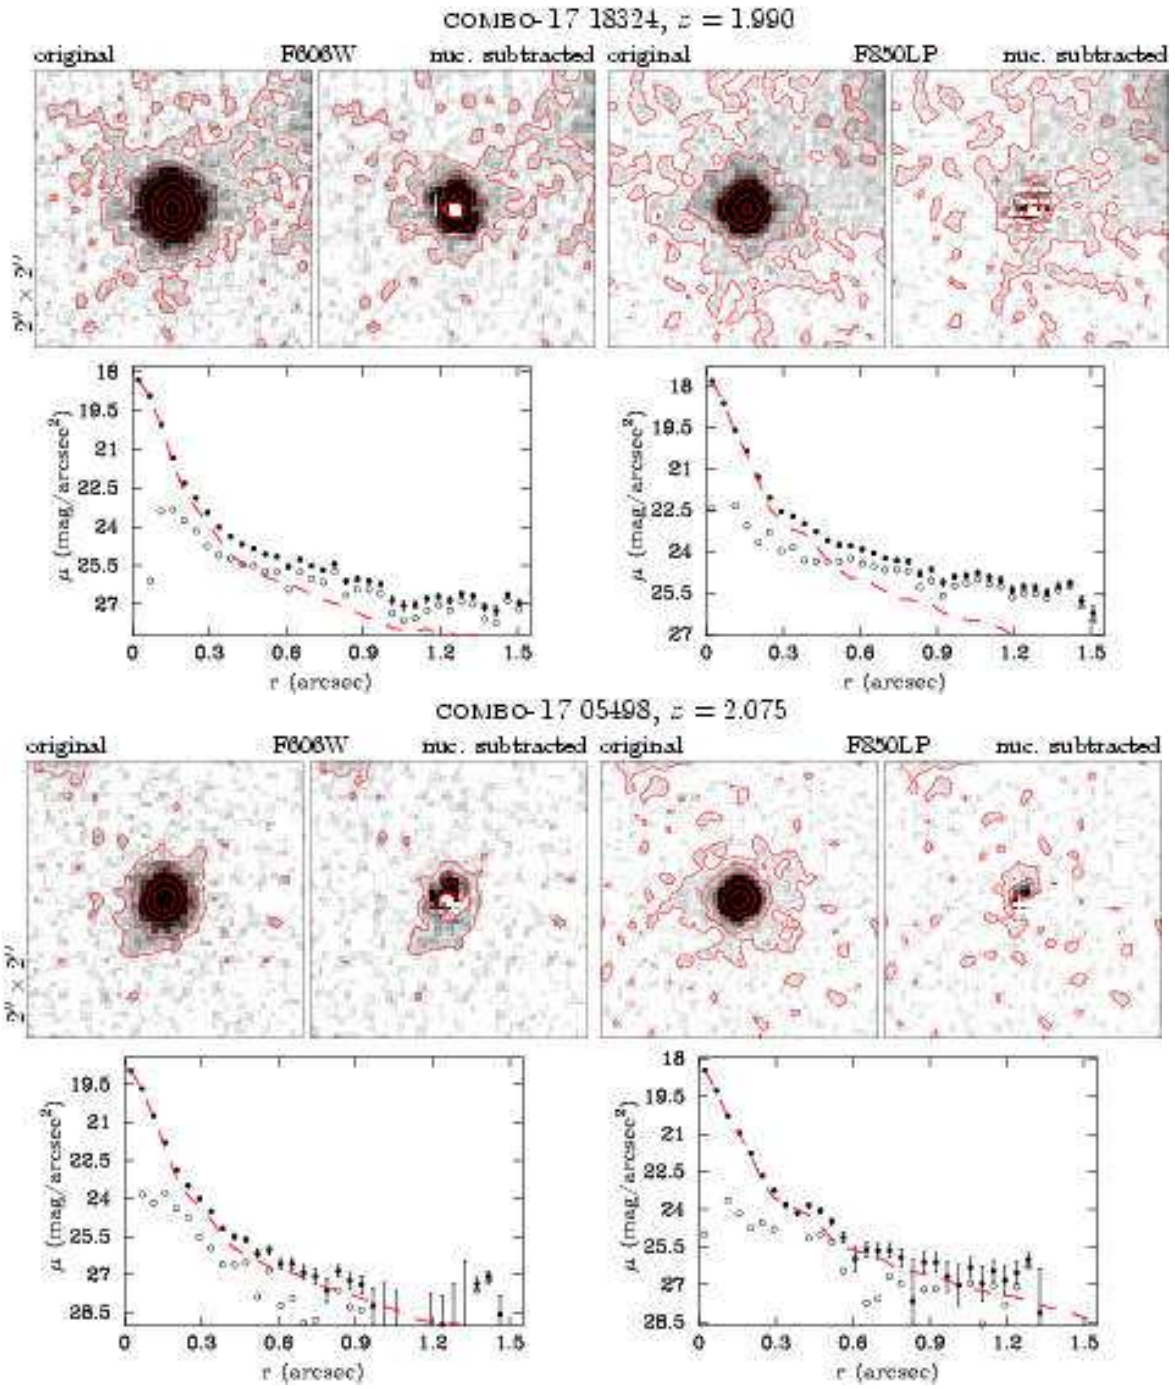 COMBO-17 18324, z = 1.990
original F606W nuc. subtracted original F850LP nuc. subtracted
2" × 2"
18
19.5
21
22.5
24
25.5
27
μ (mag/arcsec²)
0 0.3 0.6 0.9 1.2 1.5
r (arcsec)
18
19.5
21
22.5
24
25.5
27
μ (mag/arcsec²)
0 0.3 0.6 0.9 1.2 1.5
r (arcsec)
COMBO-17 05498, z = 2.075
original F606W nuc. subtracted original F850LP nuc. subtracted
2" × 2"
19.5
21
22.5
24
25.5
27
28.5
μ (mag/arcsec²)
0 0.3 0.6 0.9 1.2 1.5
r (arcsec)
18
19.5
21
22.5
24
25.5
27
28.5
μ (mag/arcsec²)
0 0.3 0.6 0.9 1.2 1.5
r (arcsec)